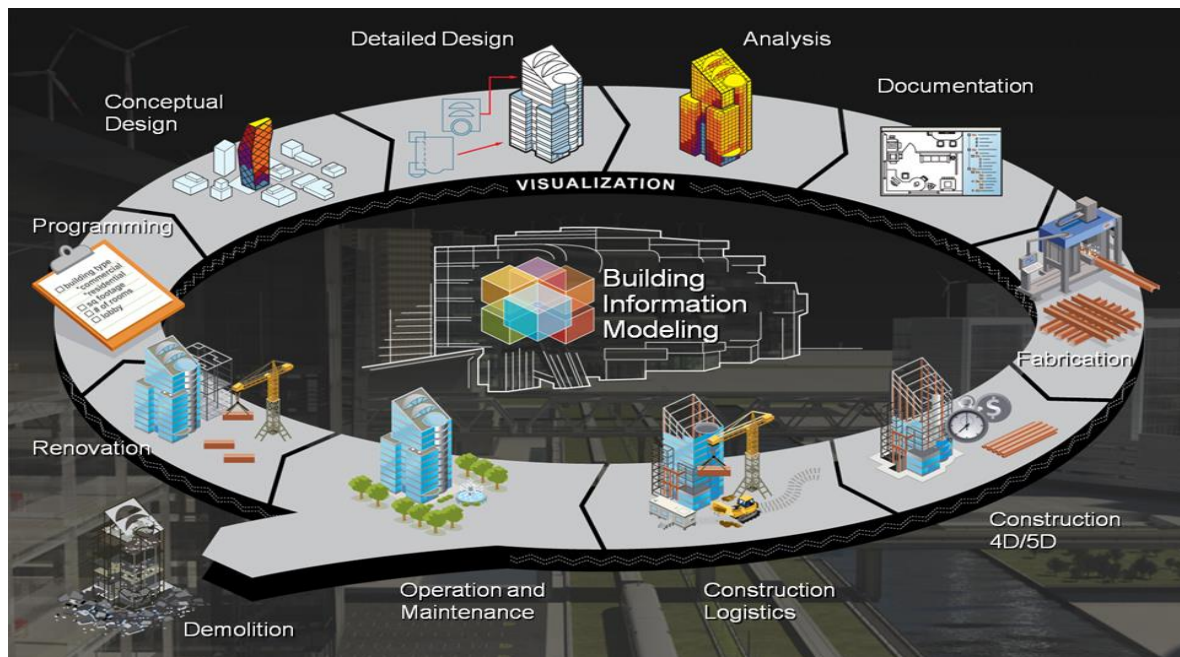 Detailed Design
Analysis
Documentation
Conceptual
Design
VISUALIZATION
Programming
building type
*commercial
*residential
sq footage
# of rooms
lobby
Building
Information
Modeling
$
Fabrication
Renovation
Construction
4D/5D
Operation and
Maintenance
Construction
Logistics
Demolition